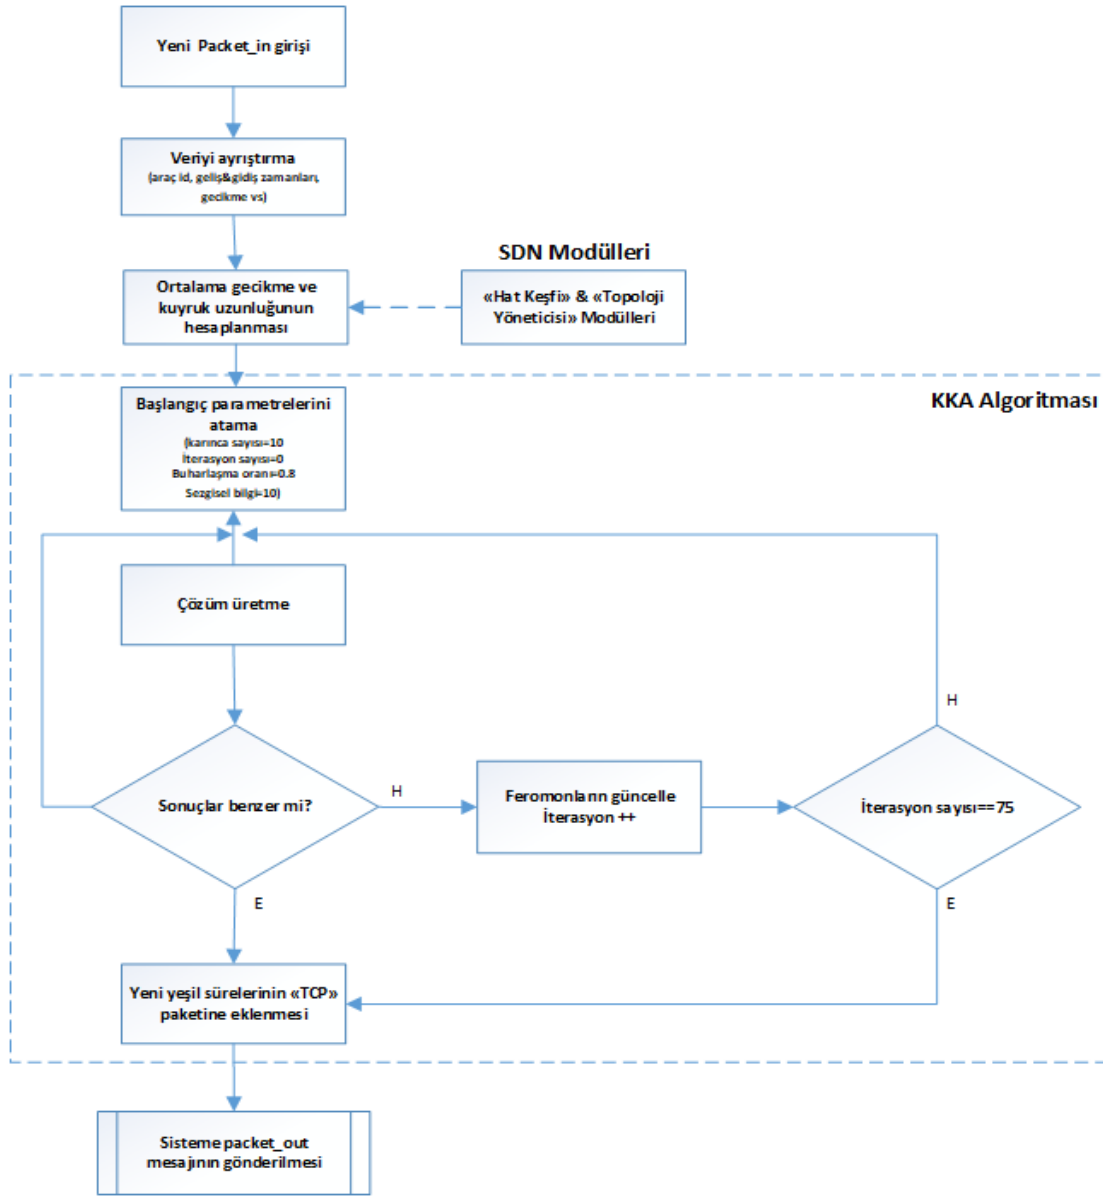 Yeni Packet_in girişi
Veriyi ayrıştırma
(araç id, geliş&gidiş zamanları,
gecikme vs)
SDN Modülleri
Ortalama gecikme ve
kuyruk uzunluğunun
hesaplanması
«Hat Keşfi» & «Topoloji
Yöneticisi» Modülleri
KKA Algoritması
Başlangıç parametrelerini
atama
(karınca sayısı=10
İterasyon sayısı=0
Buharlaşma oranı=0.8
Sezgisel bilgi=10)
Çözüm üretme
H
Sonuçlar benzer mi?
H
Feromonların güncelle
İterasyon ++
İterasyon sayısı==75
E
E
Yeni yeşil sürelerinin «TCP»
paketine eklenmesi
Sisteme packet_out
mesajının gönderilmesi